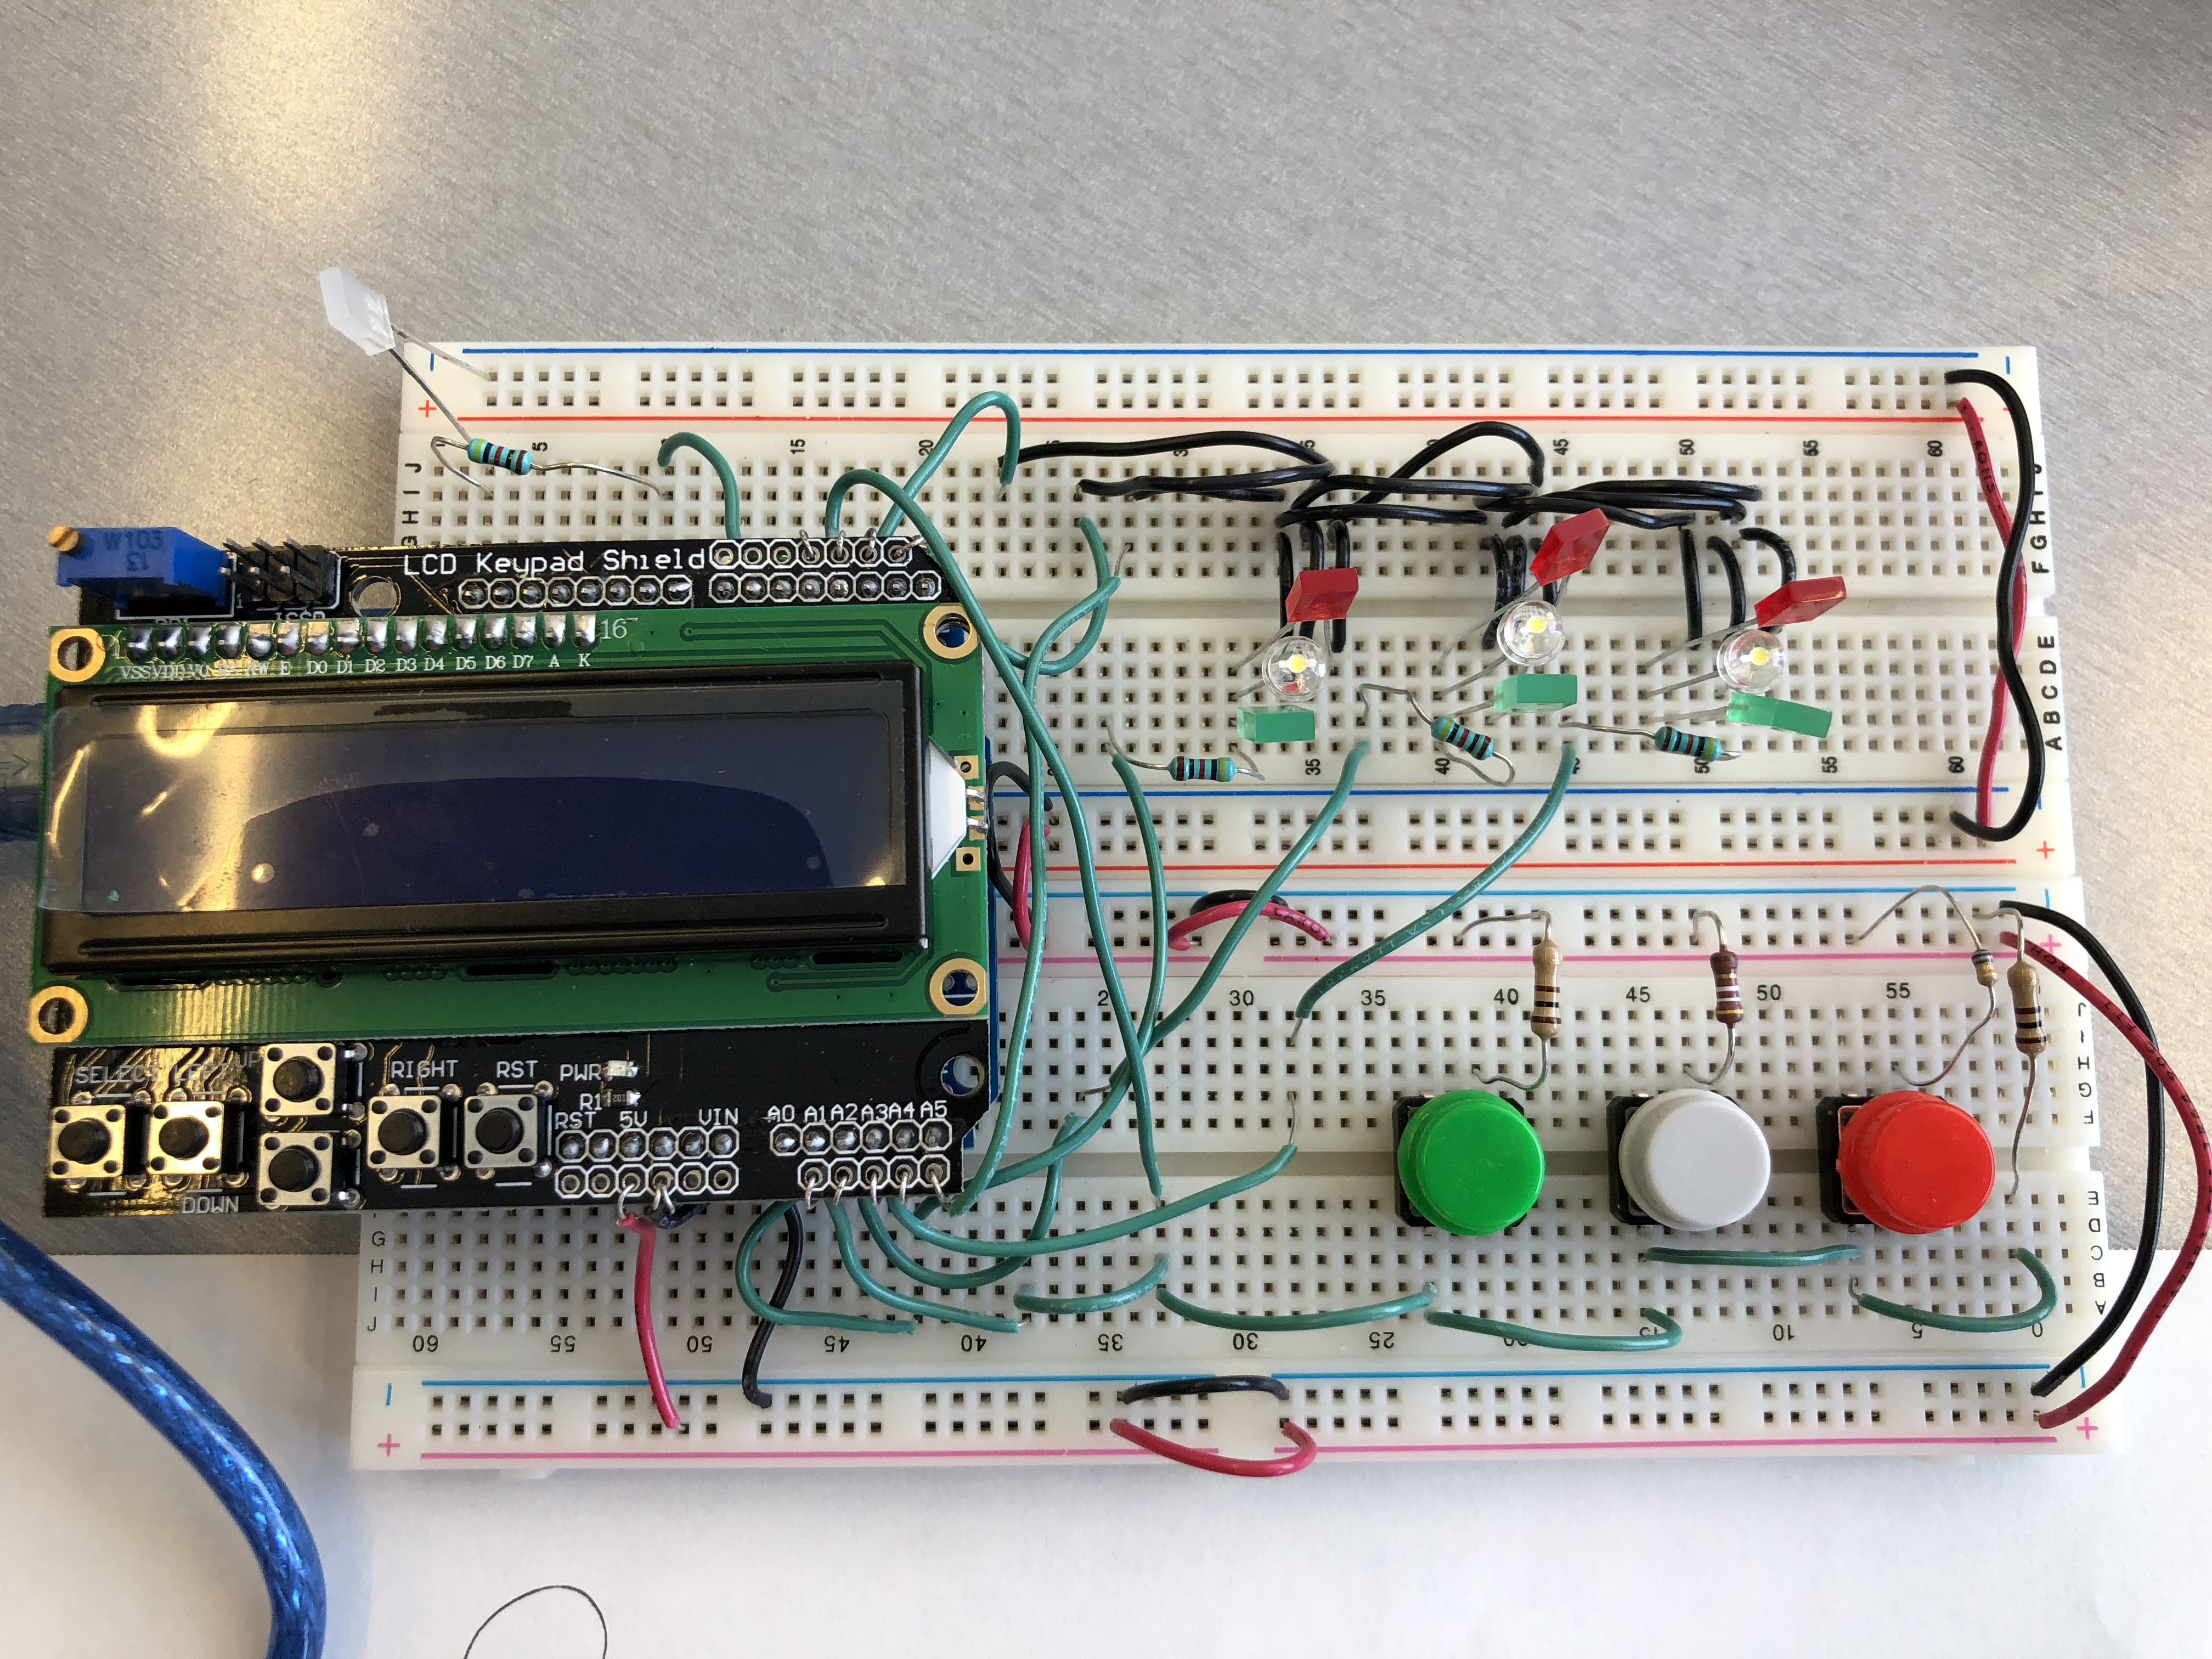 W103
LCD Keypad Shield
16
VSS VDD V0 RW E D0 D1 D2 D3 D4 D5 D6 D7 A K
SELECT LEFT UP
RIGHT RST
DOWN
PWR
R1
RST 5V VIN
A0 A1 A2 A3 A4 A5
- -
+
5 15 20 45 50 55 60
J
I
H
G
J
I
H
G
F
E
D
C
B
A
35 40 50 55 60
-
+
-
+
30 35 40 45 50 55
J
I
H
G
F
E
D
C
B
A
G
H
I
J
60 55 50 45 40 35 30 25 15 10 5 0
- -
+ +